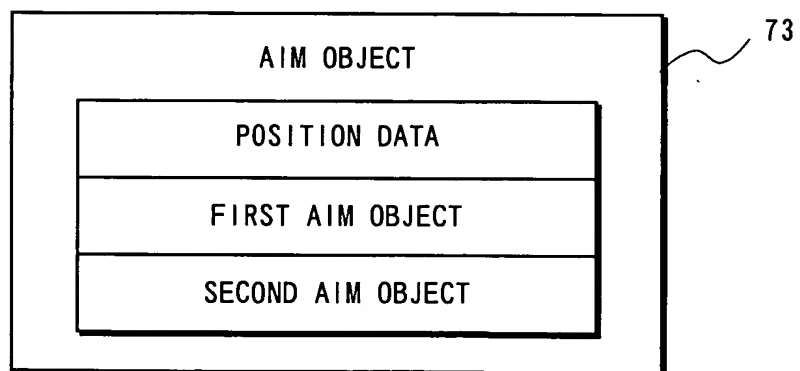 AIM OBJECT
73
POSITION DATA
FIRST AIM OBJECT
SECOND AIM OBJECT